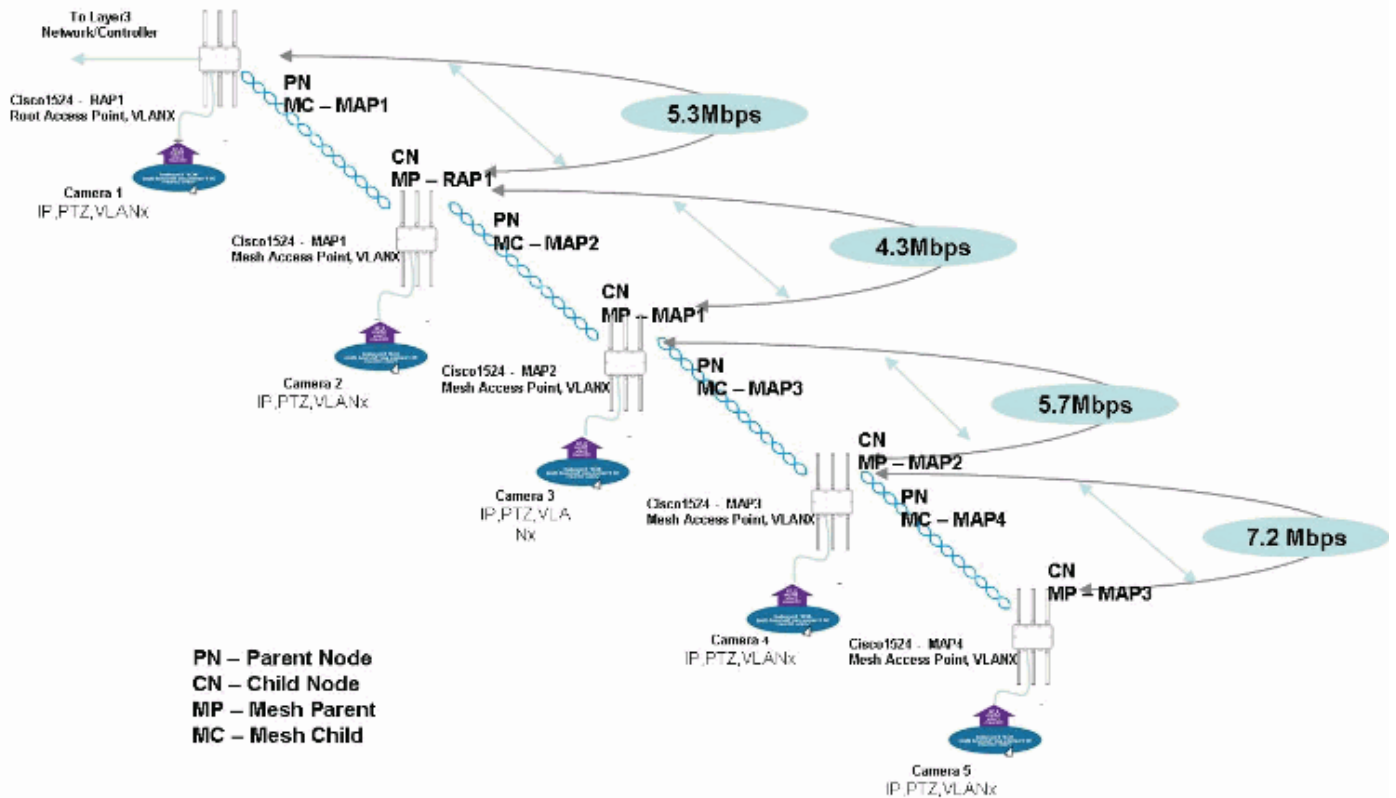 To Layer3
Network/Controller
Cisco1524 - RAP1
Root Access Point, VLANX
PN
MC – MAP1
5.3Mbps
Camera 1
IP,PTZ,VLANx
CN
MP – RAP1
Cisco1524 - MAP1
Mesh Access Point, VLANX
PN
MC – MAP2
4.3Mbps
Camera 2
IP,PTZ,VLANx
CN
MP – MAP1
Cisco1524 - MAP2
Mesh Access Point, VLANX
PN
MC – MAP3
5.7Mbps
Camera 3
IP,PTZ,VLA
Nx
CN
MP – MAP2
Cisco1524 - MAP3
Mesh Access Point, VLANX
PN
MC – MAP4
7.2 Mbps
Camera 4
IP,PTZ,VLANx
CN
MP – MAP3
Cisco1524 - MAP4
Mesh Access Point, VLANX
Camera 5
IP,PTZ,VLANx
PN – Parent Node
CN – Child Node
MP – Mesh Parent
MC – Mesh Child